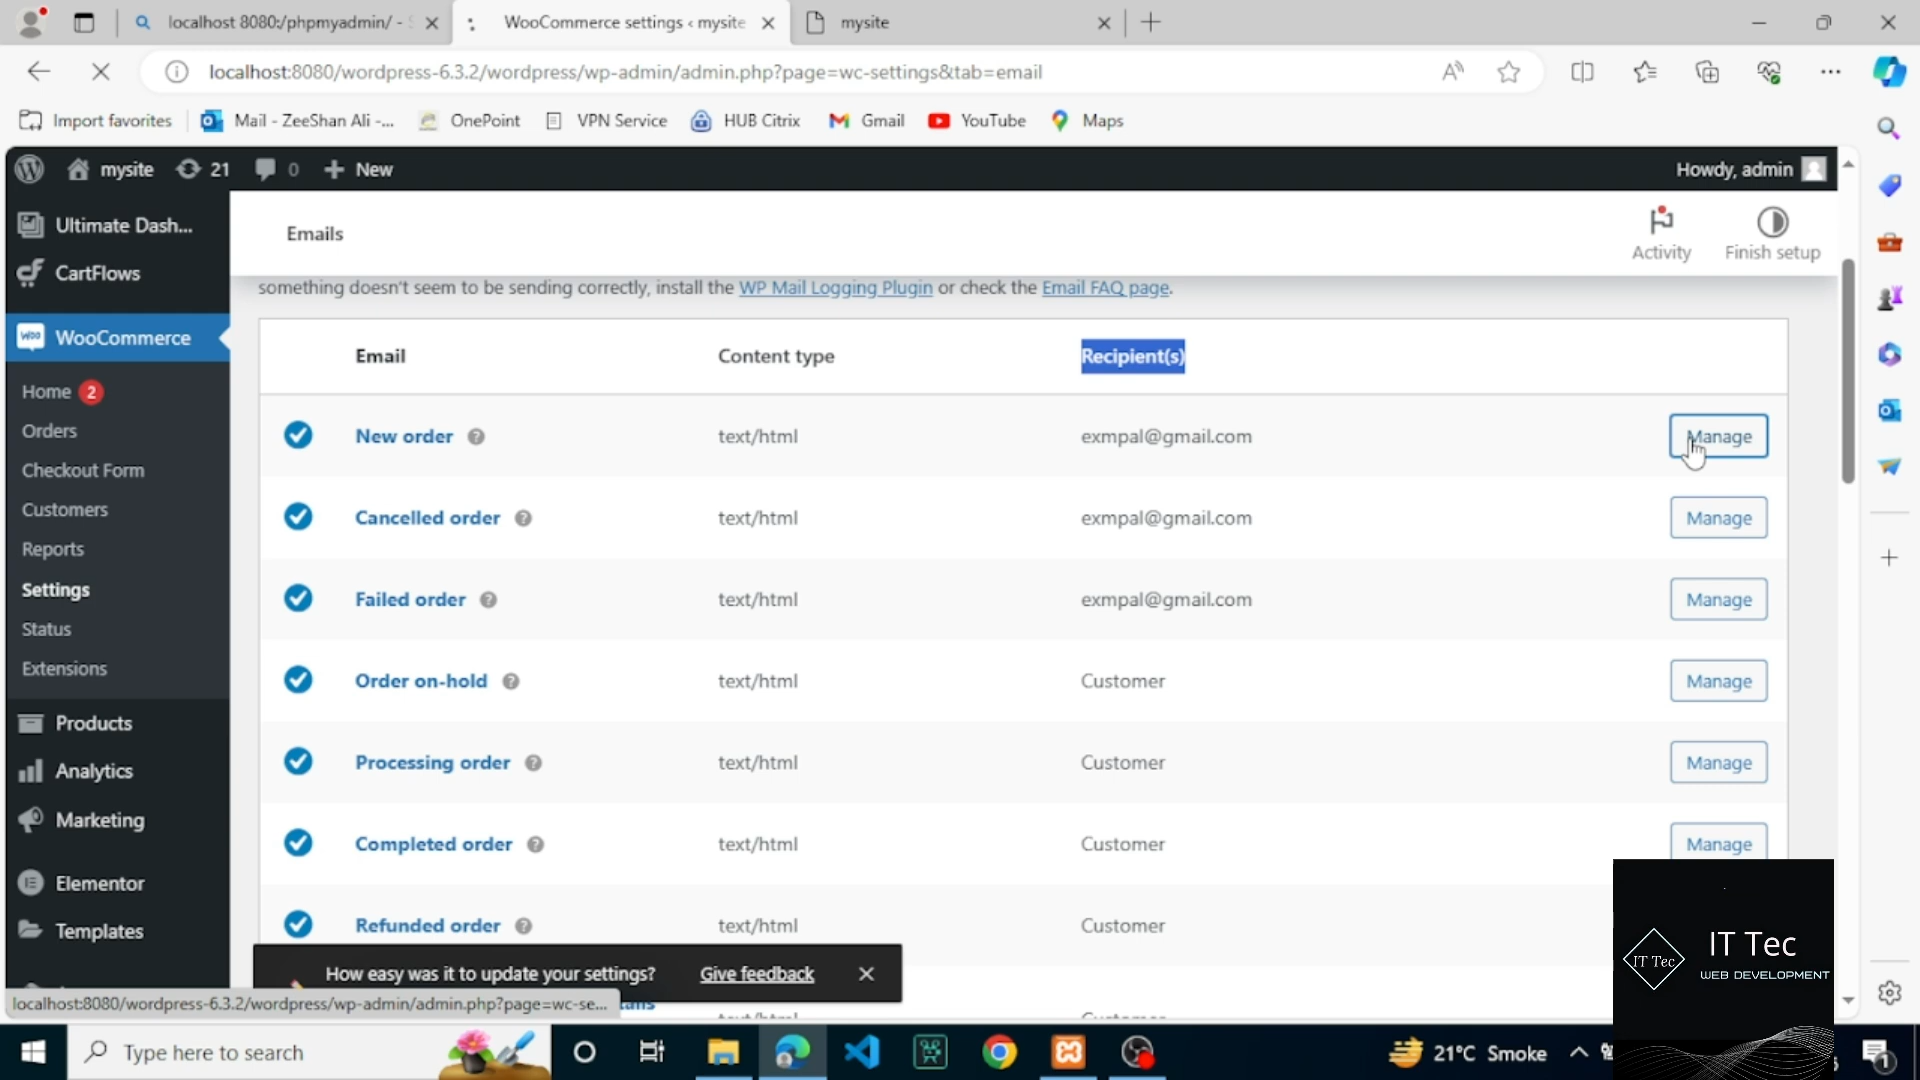 localhost 8080:/phpmyadmin/ -
WooCommerce settings ‹ mysite
mysite
localhost:8080/wordpress-6.3.2/wordpress/wp-admin/admin.php?page=wc-settings&tab=email
Import favorites
Mail - ZeeShan Ali -...
OnePoint
VPN Service
HUB Citrix
Gmail
YouTube
Maps
mysite
21
0
New
Howdy, admin
Ultimate Dash...
CartFlows
WooCommerce
Home 2
Orders
Checkout Form
Customers
Reports
Settings
Status
Extensions
Products
Analytics
Marketing
Elementor
Templates
Emails
Activity
Finish setup
something doesn't seem to be sending correctly, install the WP Mail Logging Plugin or check the Email FAQ page.
Email Content type Recipient(s)
New order text/html exmpal@gmail.com Manage
Cancelled order text/html exmpal@gmail.com Manage
Failed order text/html exmpal@gmail.com Manage
Order on-hold text/html Customer Manage
Processing order text/html Customer Manage
Completed order text/html Customer Manage
Refunded order text/html Customer
How easy was it to update your settings? Give feedback
localhost:8080/wordpress-6.3.2/wordpress/wp-admin/admin.php?page=wc-se...
IT Tec
IT Tec
WEB DEVELOPMENT
Type here to search
21°C Smoke
1